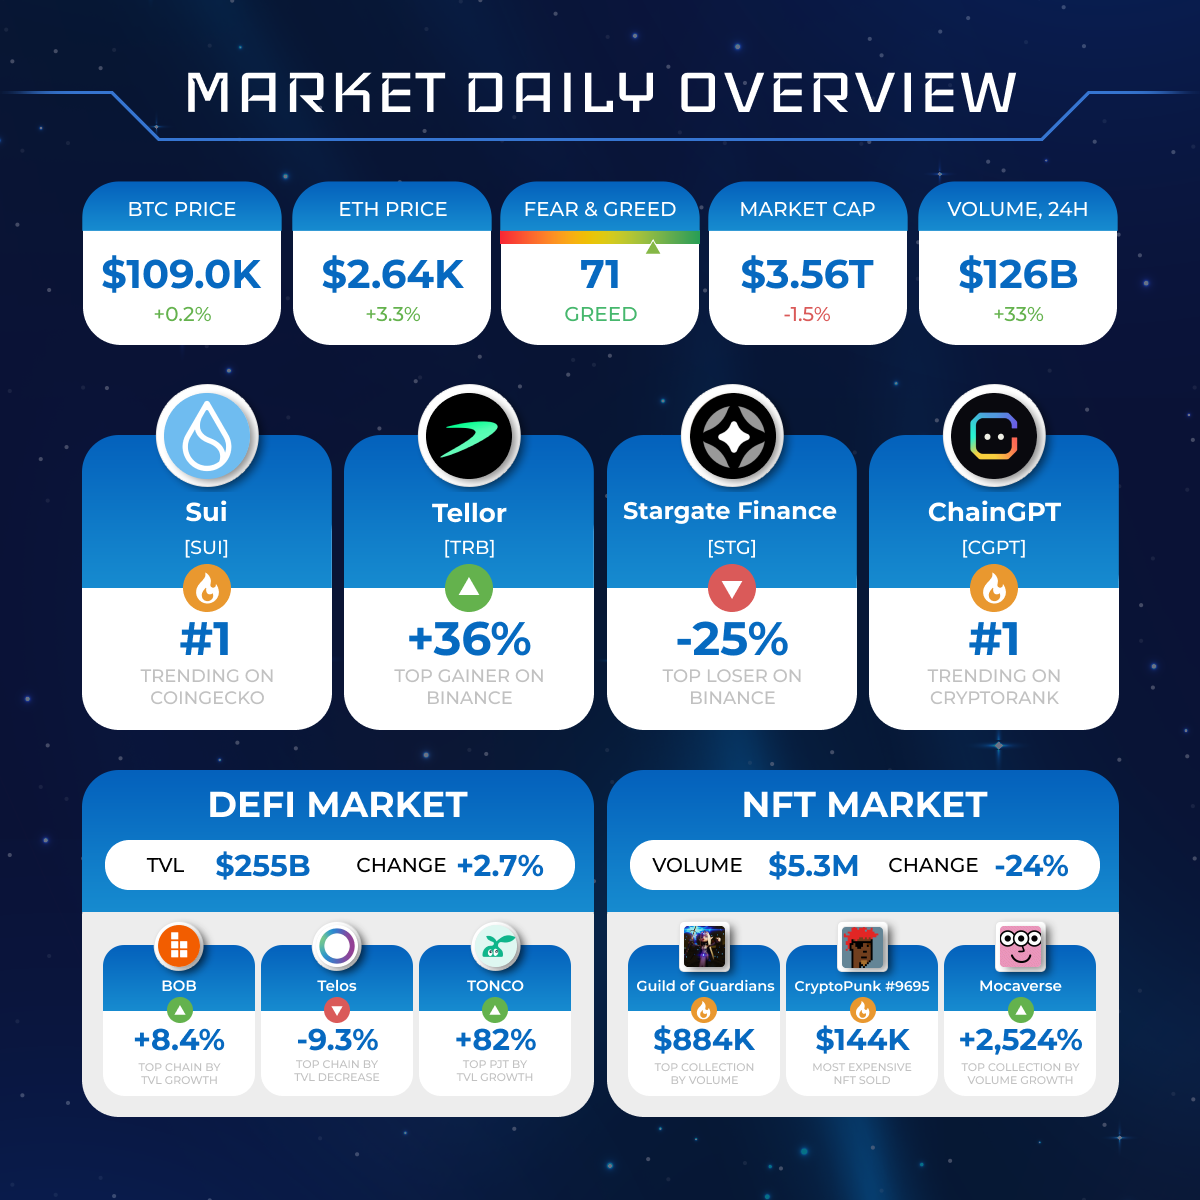 MARKET DAILY OVERVIEW
BTC PRICE
$109.0K
+0.2%
ETH PRICE
$2.64K
+3.3%
FEAR & GREED
71
GREED
MARKET CAP
$3.56T
-1.5%
VOLUME, 24H
$126B
+33%
Sui
[SUI]
#1
TRENDING ON
COINGECKO
Tellor
[TRB]
+36%
TOP GAINER ON
BINANCE
Stargate Finance
[STG]
-25%
TOP LOSER ON
BINANCE
ChainGPT
[CGPT]
#1
TRENDING ON
CRYPTORANK
DEFI MARKET
TVL $255B CHANGE +2.7%
BOB
+8.4%
TOP CHAIN BY
TVL GROWTH
Telos
-9.3%
TOP CHAIN BY
TVL DECREASE
TONCO
+82%
TOP PJT BY
TVL GROWTH
NFT MARKET
VOLUME $5.3M CHANGE -24%
Guild of Guardians
$884K
TOP COLLECTION
BY VOLUME
CryptoPunk #9695
$144K
MOST EXPENSIVE
NFT SOLD
Mocaverse
+2,524%
TOP COLLECTION BY
VOLUME GROWTH